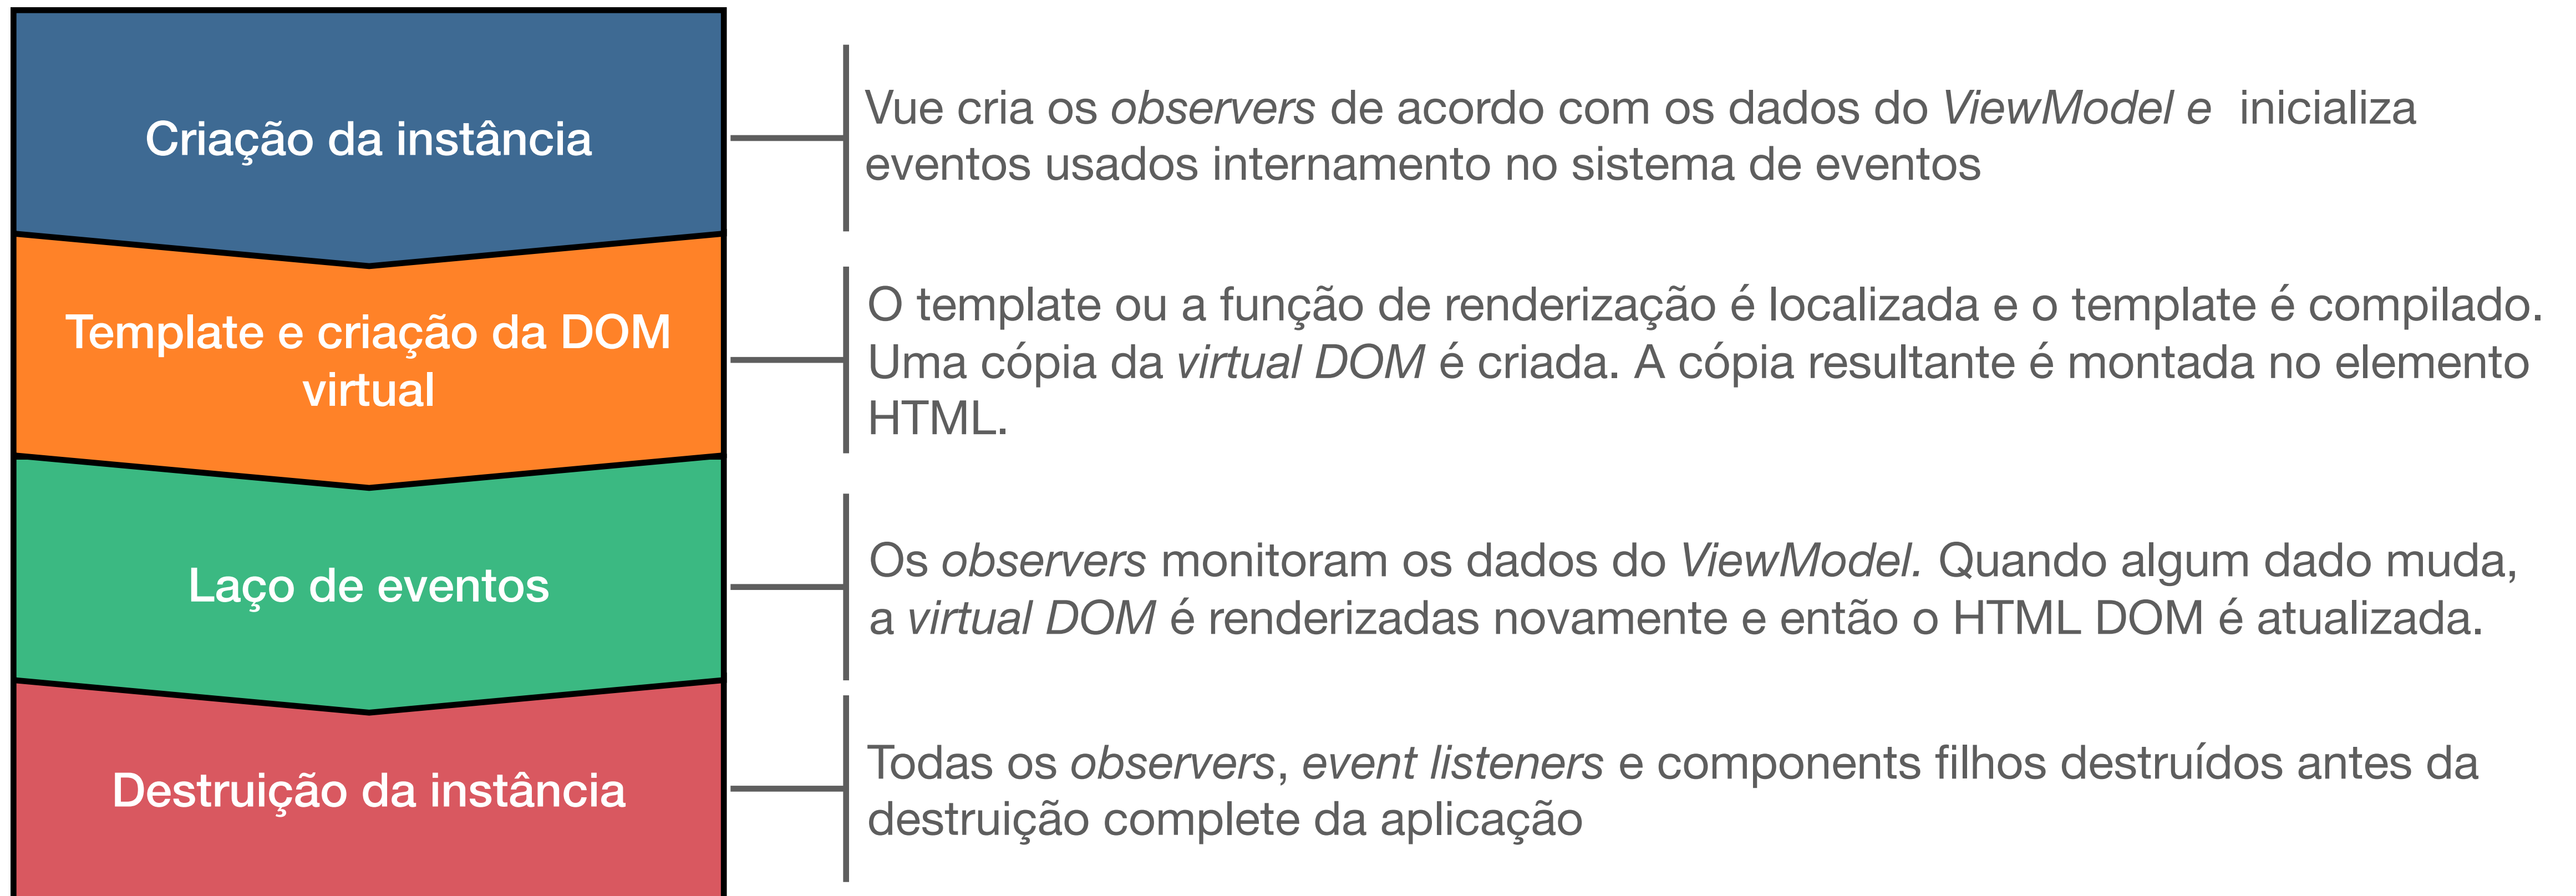 Criação da instância
Vue cria os observers de acordo com os dados do ViewModel e inicializa
eventos usados internamento no sistema de eventos
Template e criação da DOM
virtual
O template ou a função de renderização é localizada e o template é compilado.
Uma cópia da virtual DOM é criada. A cópia resultante é montada no elemento
HTML.
Laço de eventos
Os observers monitoram os dados do ViewModel. Quando algum dado muda,
a virtual DOM é renderizadas novamente e então o HTML DOM é atualizada.
Destruição da instância
Todas os observers, event listeners e components filhos destruídos antes da
destruição complete da aplicação